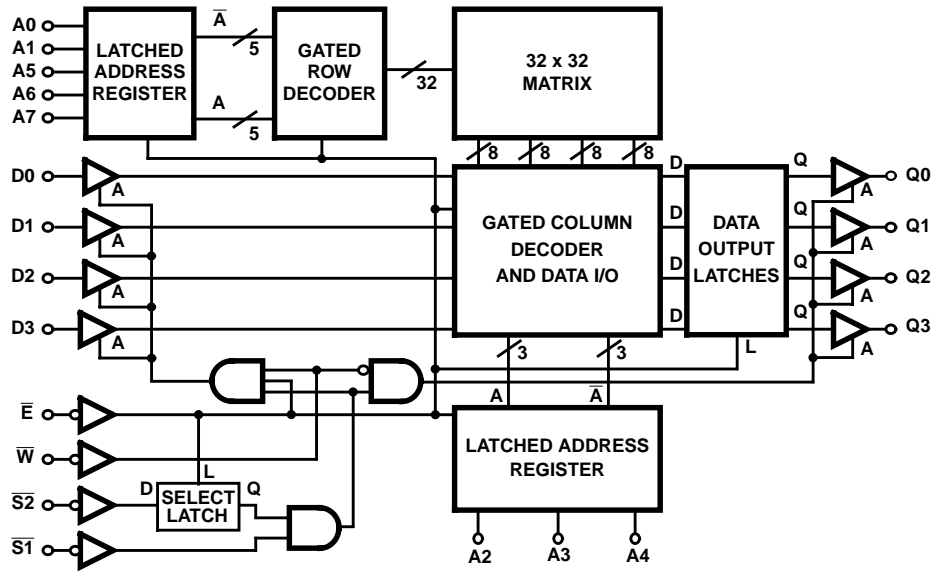 A0
A1
A5
A6
A7
LATCHED
ADDRESS
REGISTER
A̅
5
A
5
GATED
ROW
DECODER
32
32 x 32
MATRIX
8
8
8
8
D0
A
D1
A
D2
A
D3
A
GATED COLUMN
DECODER
AND DATA I/O
D
D
D
D
DATA
OUTPUT
LATCHES
L
Q
Q
Q
Q
A
Q0
A
Q1
A
Q2
A
Q3
3
3
A
A̅
E̅
W̅
S̅2̅
S̅1̅
L
D
SELECT
LATCH
Q
LATCHED ADDRESS
REGISTER
A2
A3
A4